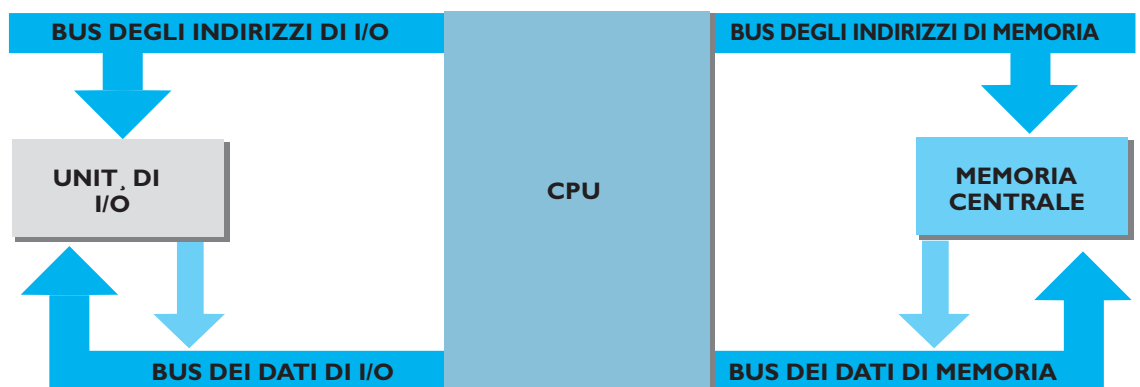 BUS DEGLI INDIRIZZI DI I/O
BUS DEGLI INDIRIZZI DI MEMORIA
UNIT¸ DI
I/O
CPU
MEMORIA
CENTRALE
BUS DEI DATI DI I/O
BUS DEI DATI DI MEMORIA